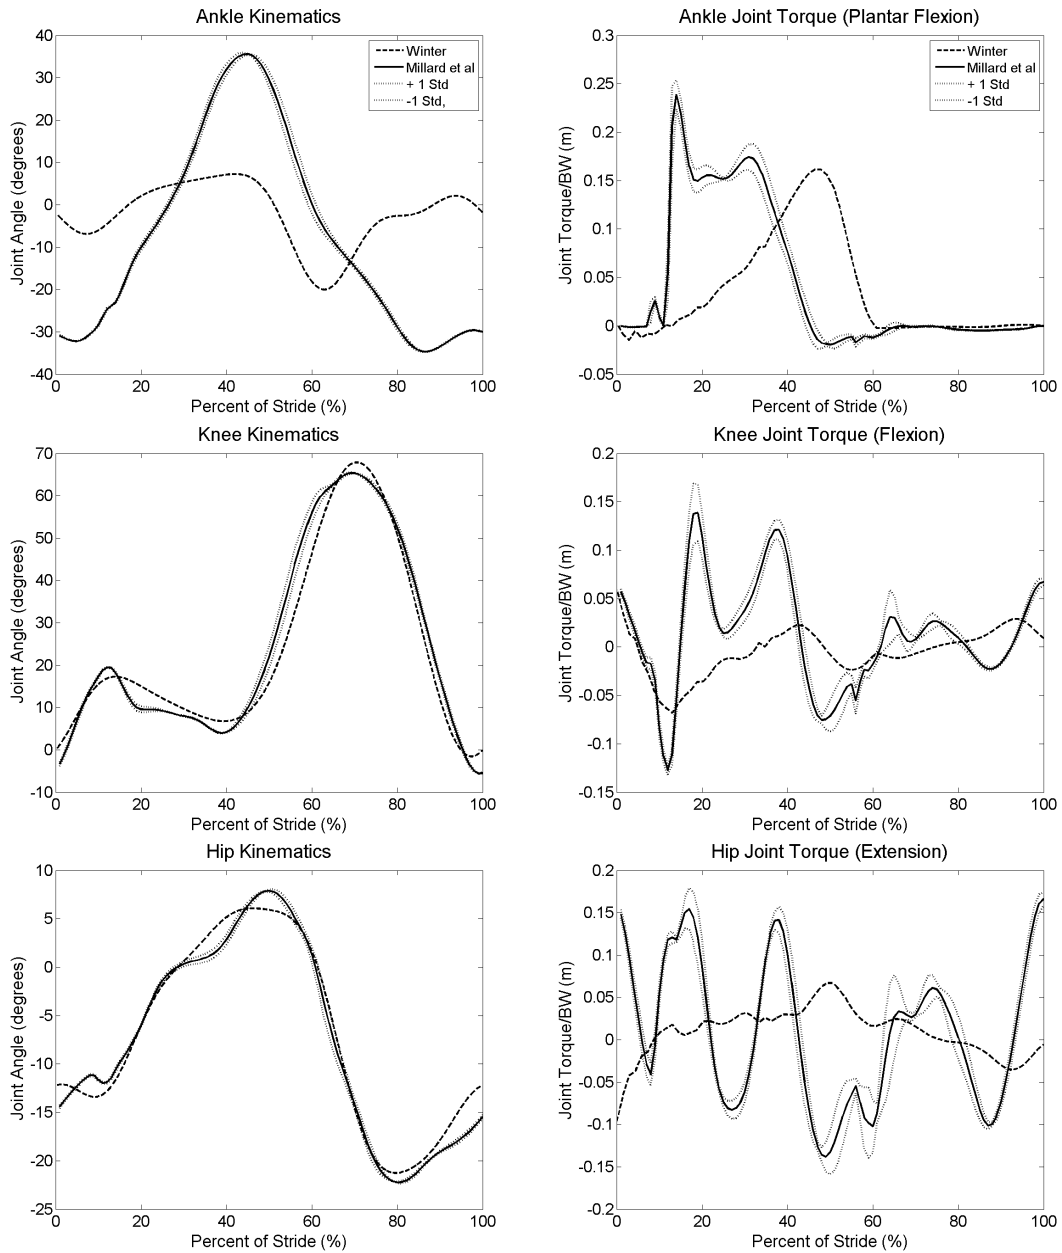 Ankle Kinematics
40
30
20
10
0
-10
-20
-30
-40
Joint Angle (degrees)
Winter
Millard et al
+ 1 Std
-1 Std,
0 20 40 60 80 100
Percent of Stride (%)
Ankle Joint Torque (Plantar Flexion)
0.3
0.25
0.2
0.15
0.1
0.05
0
-0.05
Joint Torque/BW (m)
Winter
Millard et al
+ 1 Std
-1 Std
0 20 40 60 80 100
Percent of Stride (%)
Knee Kinematics
70
60
50
40
30
20
10
0
-10
Joint Angle (degrees)
0 20 40 60 80 100
Percent of Stride (%)
Knee Joint Torque (Flexion)
0.2
0.15
0.1
0.05
0
-0.05
-0.1
-0.15
Joint Torque/BW (m)
0 20 40 60 80 100
Percent of Stride (%)
Hip Kinematics
10
5
0
-5
-10
-15
-20
-25
Joint Angle (degrees)
0 20 40 60 80 100
Percent of Stride (%)
Hip Joint Torque (Extension)
0.2
0.15
0.1
0.05
0
-0.05
-0.1
-0.15
-0.2
Joint Torque/BW (m)
0 20 40 60 80 100
Percent of Stride (%)